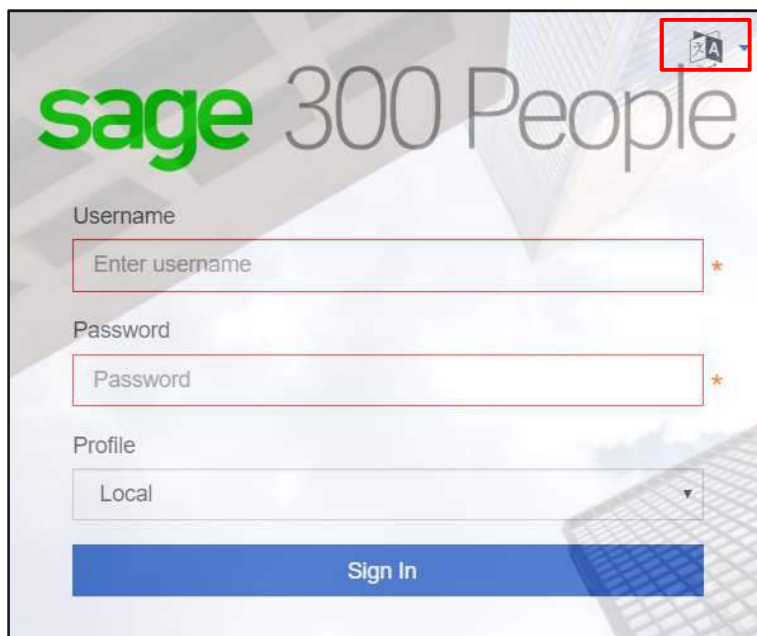 sage 300 People
Username
Enter username
*
Password
Password
*
Profile
Local
Sign In